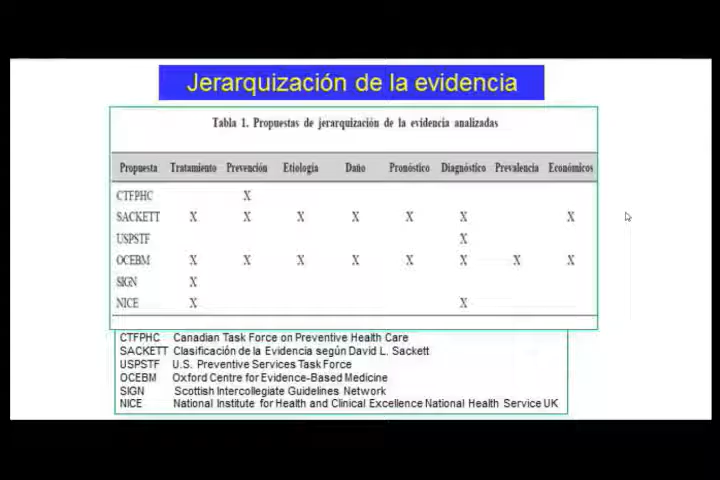 Jerarquización de la evidencia
Tabla 1. Propuestas de jerarquización de la evidencia analizadas
Propuesta Tratamiento Prevención Etiología Daño Pronóstico Diagnóstico Prevalencia Económicos
CTFPHC X
SACKETT X X X X X X X
USPSTF X
OCEBM X X X X X X X X
SIGN X
NICE X X
CTFPHC Canadian Task Force on Preventive Health Care
SACKETT Clasificación de la Evidencia según David L. Sackett
USPSTF U.S. Preventive Services Task Force
OCEBM Oxford Centre for Evidence-Based Medicine
SIGN Scottish Intercollegiate Guidelines Network
NICE National Institute for Health and Clinical Excellence National Health Service UK